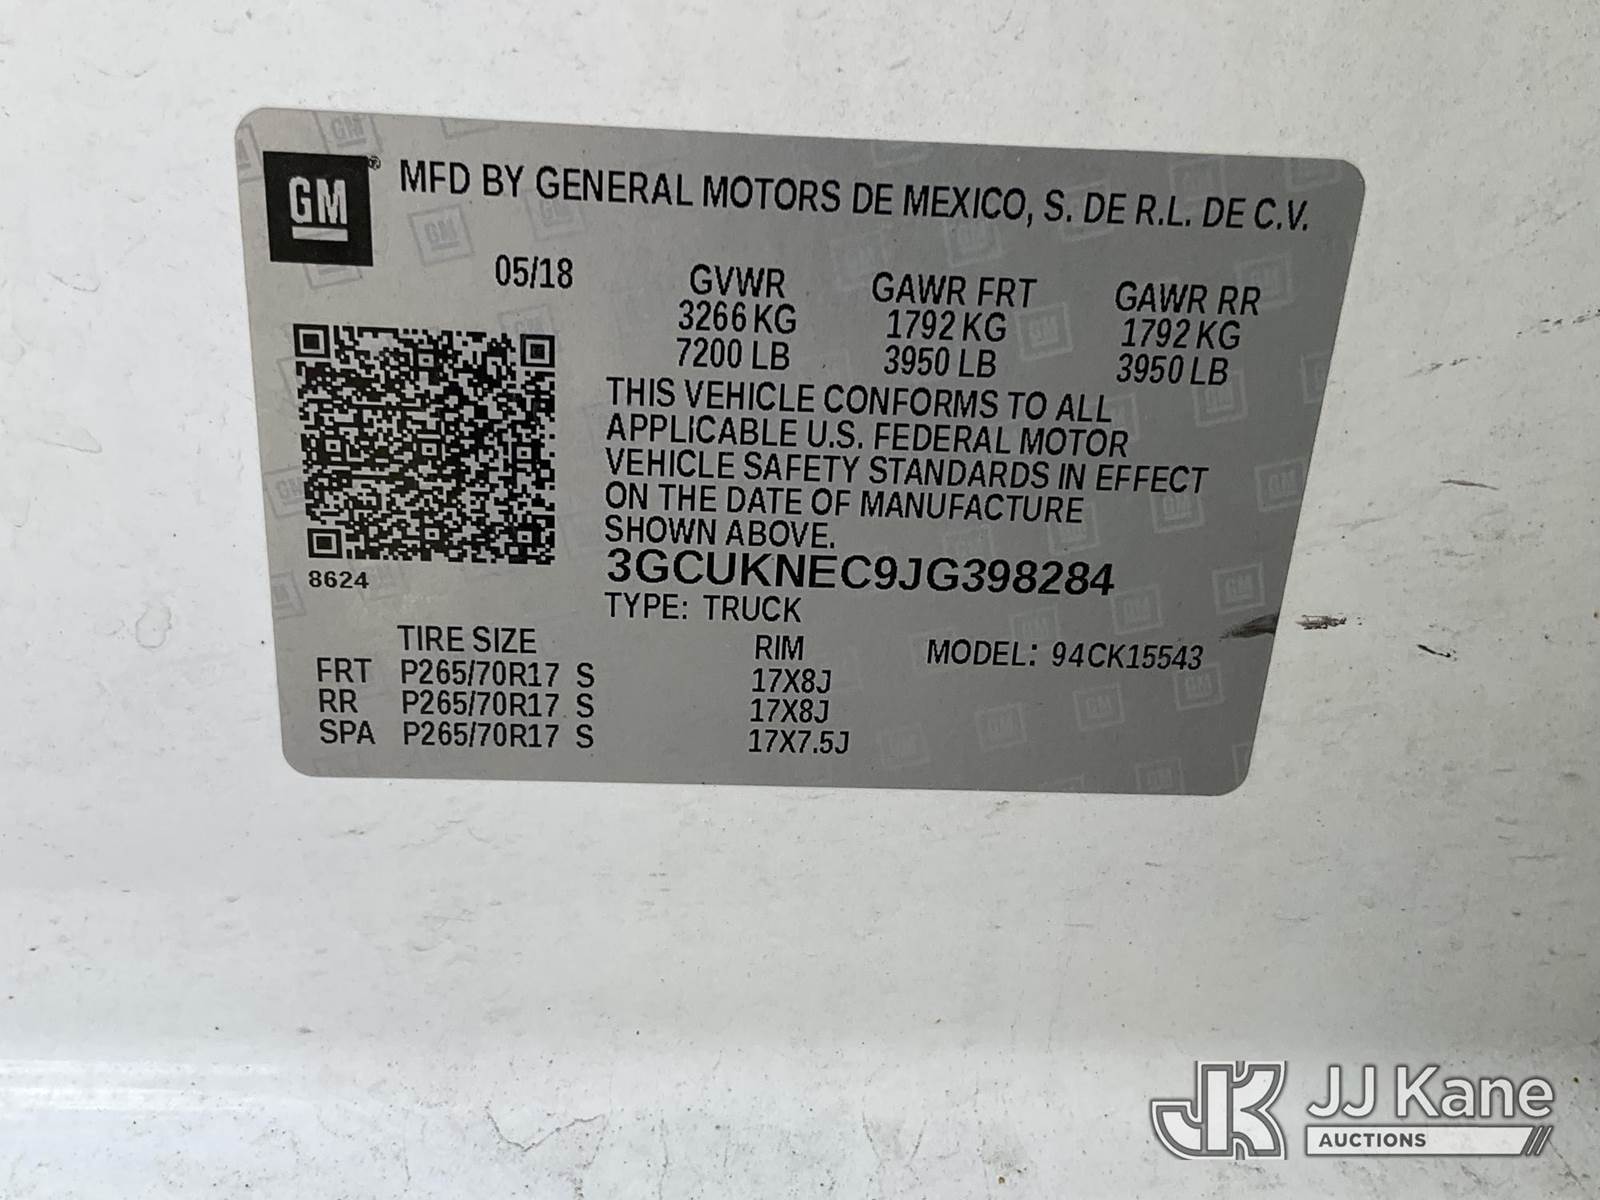 GM ® MFD BY GENERAL MOTORS DE MEXICO, S. DE R.L. DE C.V.
05/18
GVWR GAWR FRT GAWR RR
3266 KG 1792 KG 1792 KG
7200 LB 3950 LB 3950 LB
THIS VEHICLE CONFORMS TO ALL
APPLICABLE U.S. FEDERAL MOTOR
VEHICLE SAFETY STANDARDS IN EFFECT
ON THE DATE OF MANUFACTURE
SHOWN ABOVE.
3GCUKNEC9JG398284
8624
TYPE: TRUCK
TIRE SIZE RIM MODEL: 94CK15543
FRT P265/70R17 S 17X8J
RR P265/70R17 S 17X8J
SPA P265/70R17 S 17X7.5J
JK JJ Kane
AUCTIONS